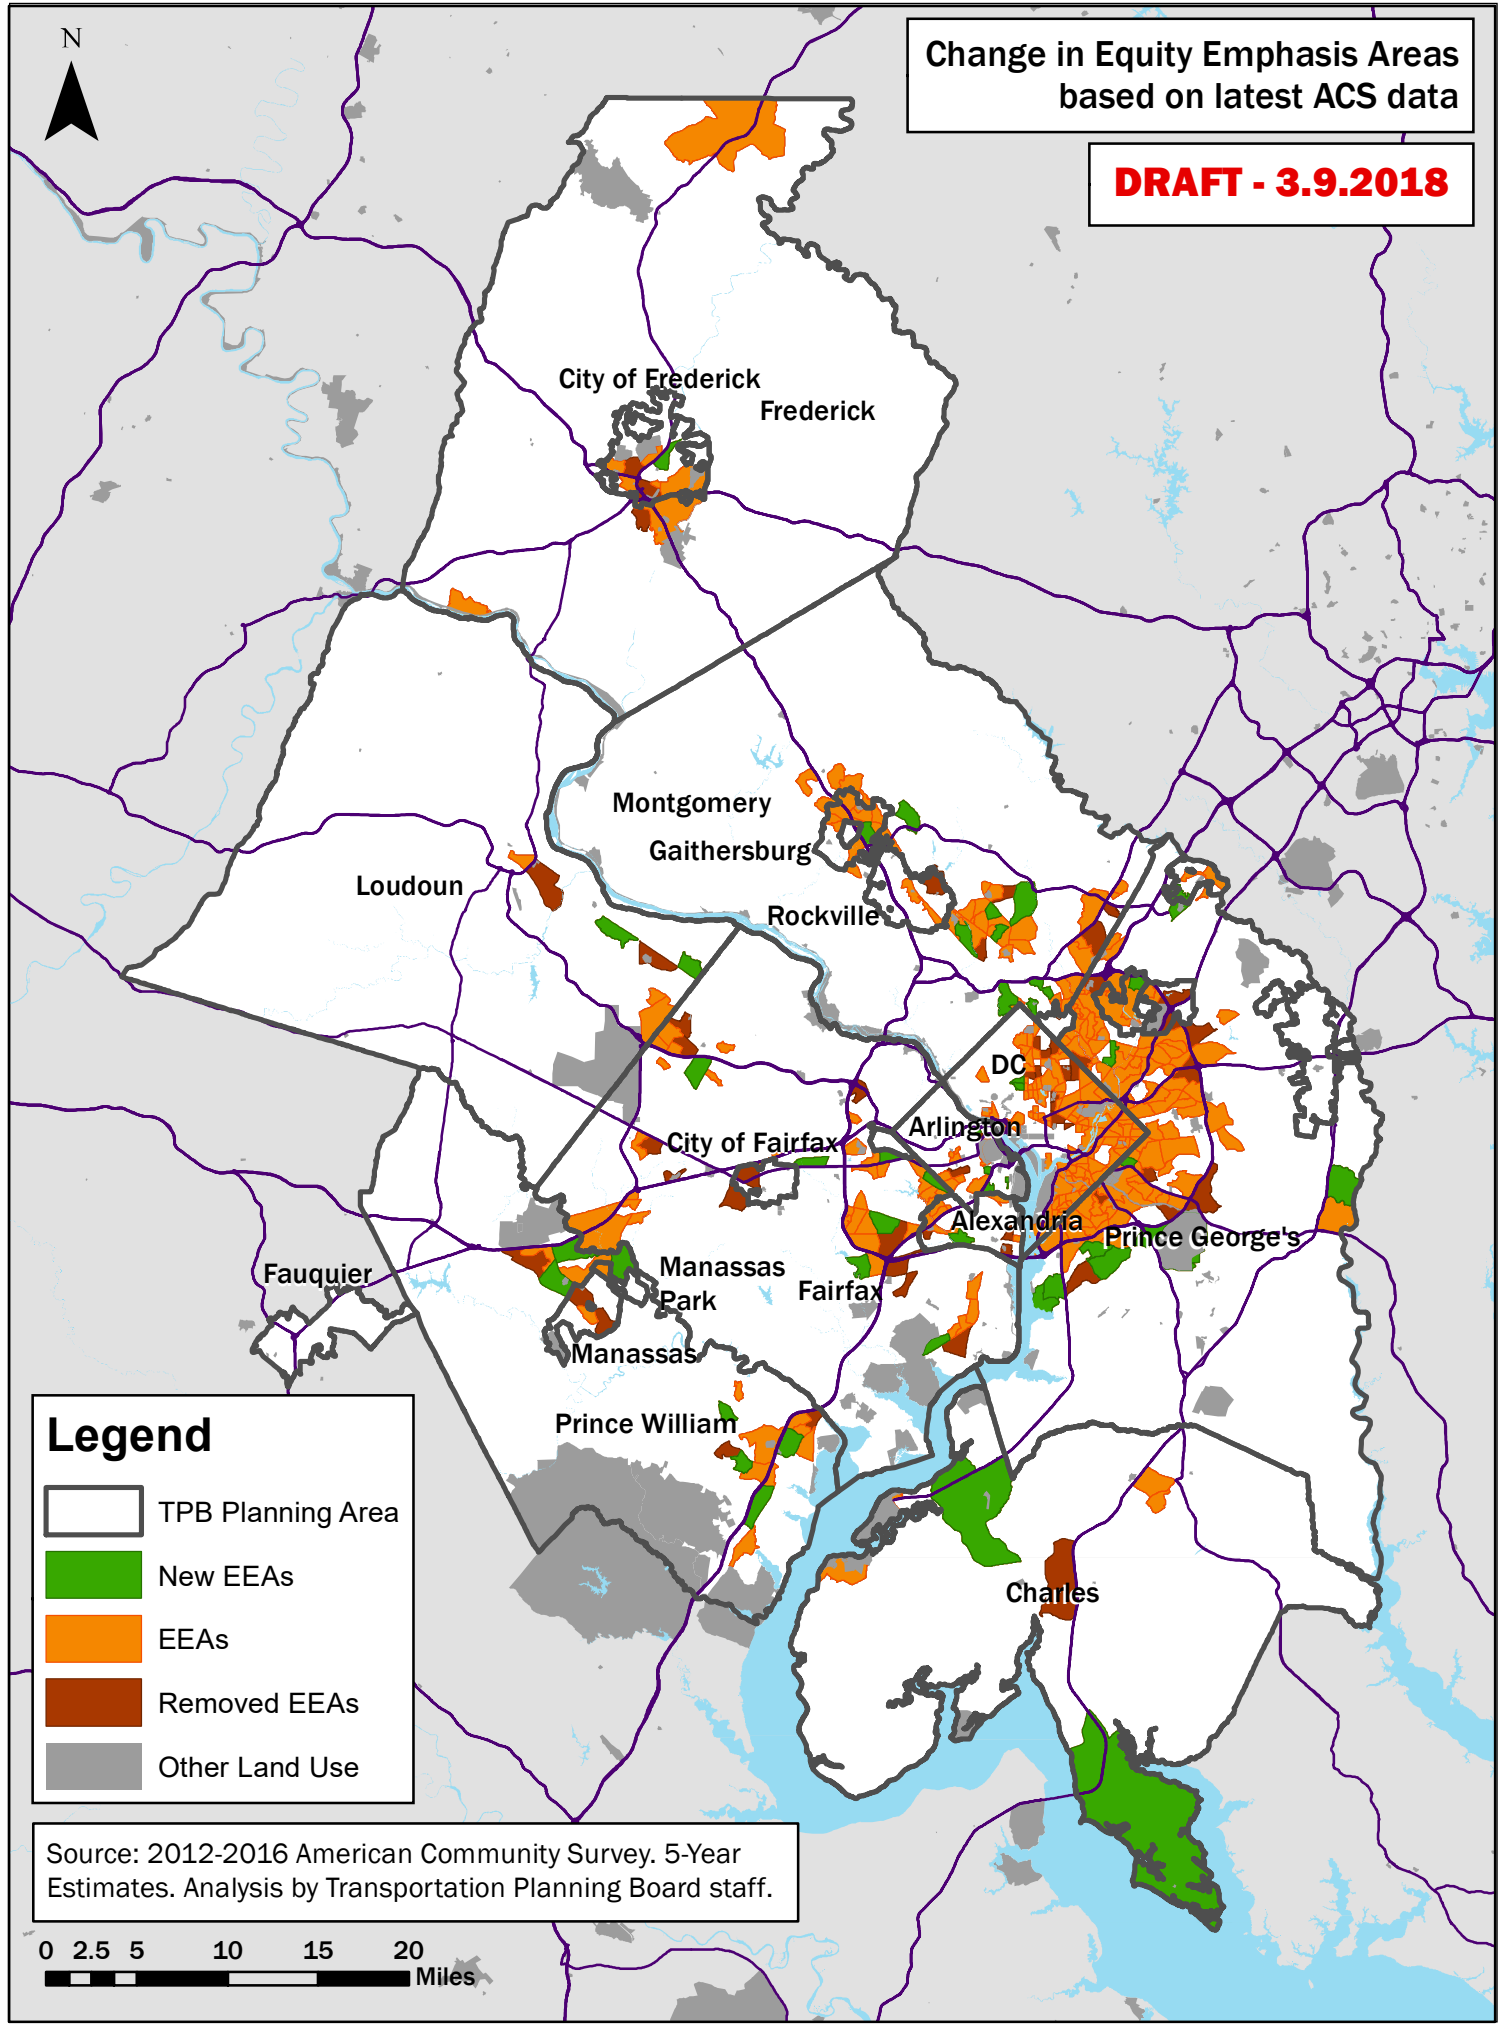 N
Change in Equity Emphasis Areas
based on latest ACS data
DRAFT - 3.9.2018
City of Frederick
Frederick
Montgomery
Gaithersburg
Loudoun
Rockville
DC
Arlington
City of Fairfax
Alexandria
Prince George's
Fauquier
Manassas
Park
Fairfax
Manassas
Prince William
Charles
Legend
TPB Planning Area
New EEAs
EEAs
Removed EEAs
Other Land Use
Source: 2012-2016 American Community Survey. 5-Year
Estimates. Analysis by Transportation Planning Board staff.
0 2.5 5 10 15 20
Miles